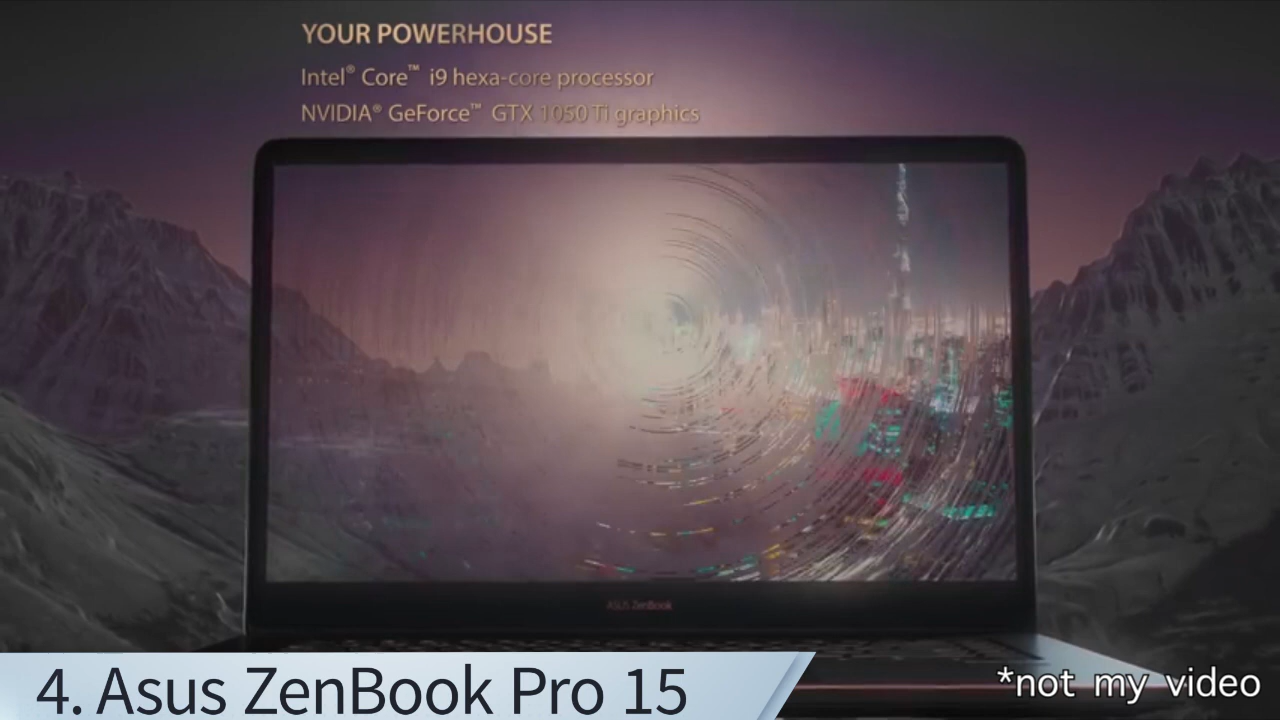 YOUR POWERHOUSE
Intel® Core™ i9 hexa-core processor
NVIDIA® GeForce™ GTX 1050 Ti graphics
ASUS ZenBook
4. Asus ZenBook Pro 15
*not my video